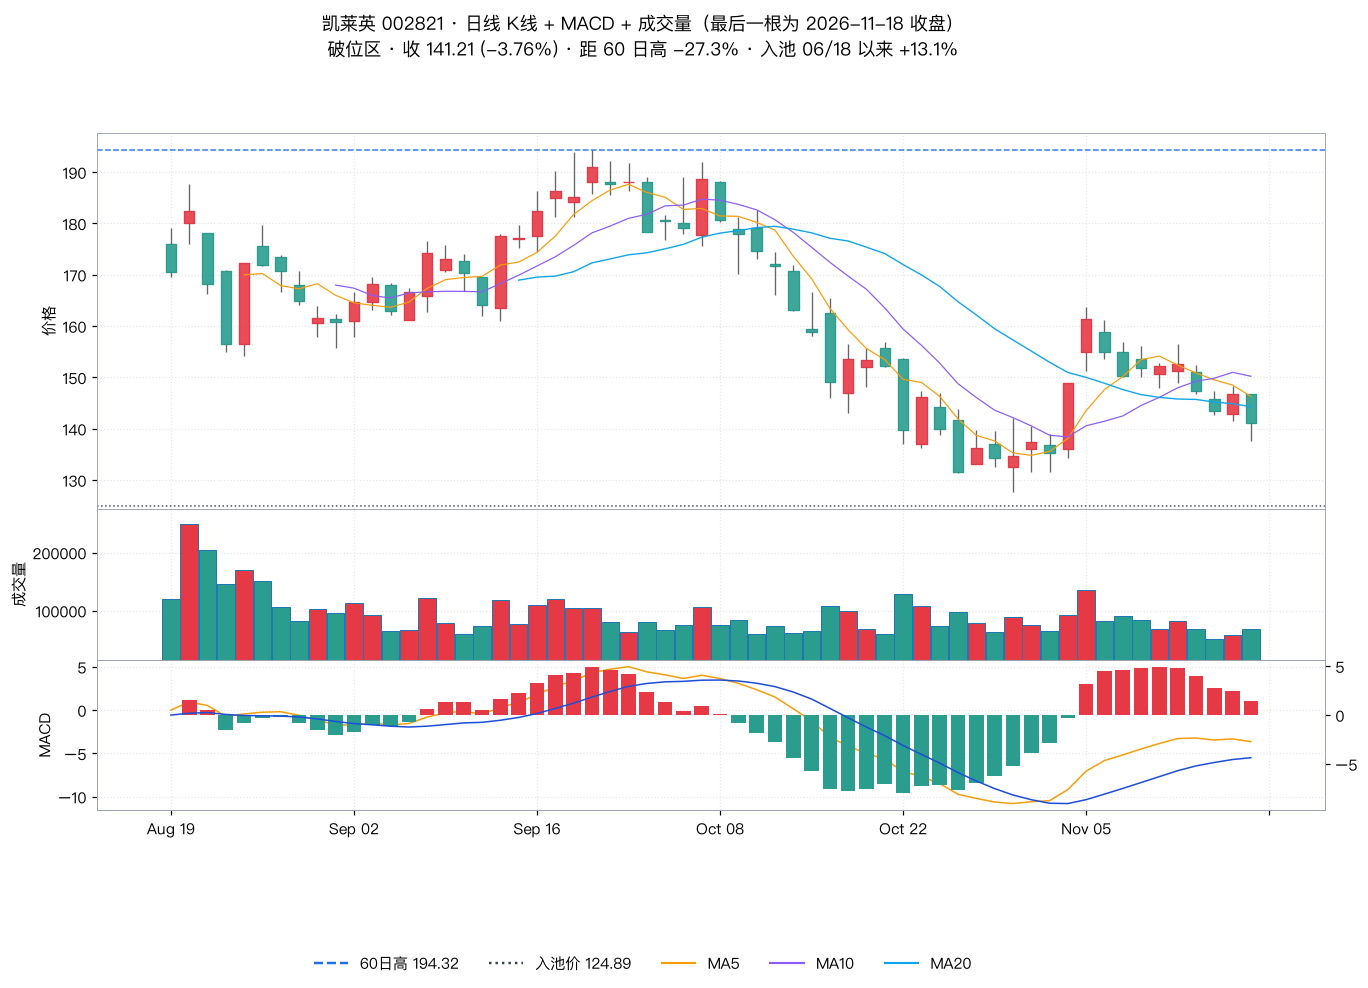 凯莱英 002821 · 日线 K线 + MACD + 成交量（最后一根为 2026−11−18 收盘）
破位区 · 收 141.21 (−3.76%) · 距 60 日高 −27.3% · 入池 06/18 以来 +13.1%
价格
190
180
170
160
150
140
130
成交量
200000
100000
MACD
5
0
−5
−10
5
0
−5
Aug 19
Sep 02
Sep 16
Oct 08
Oct 22
Nov 05
60日高 194.32
入池价 124.89
MA5
MA10
MA20